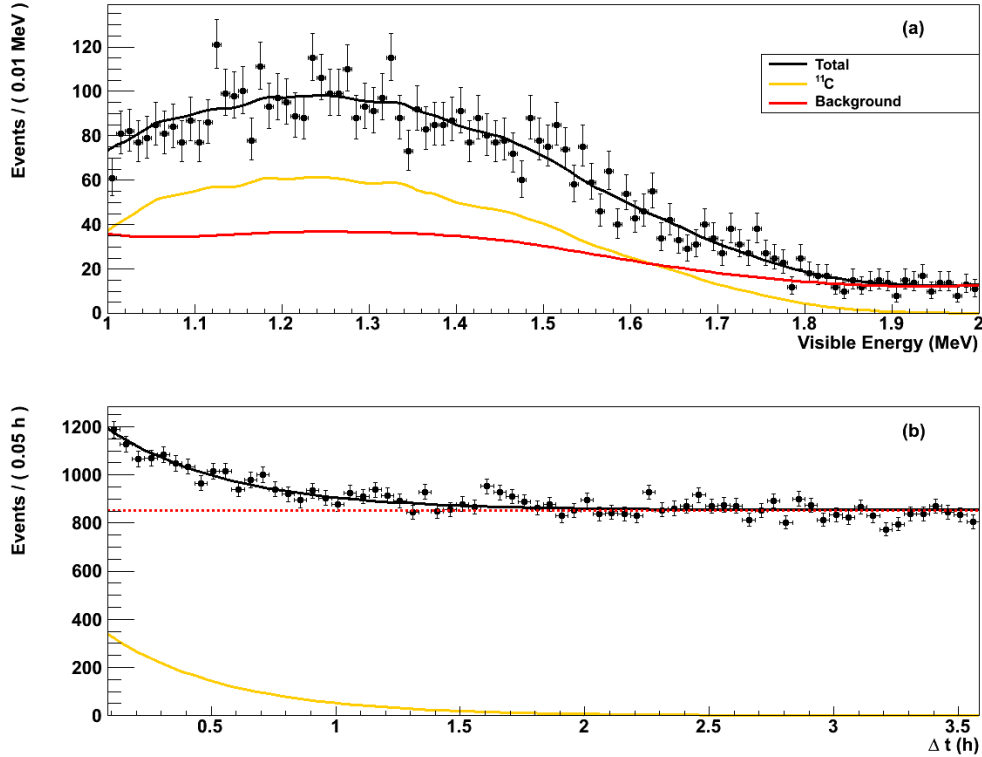 (a)
Total
¹¹C
Background
Events / ( 0.01 MeV )
120
100
80
60
40
20
0
1 1.1 1.2 1.3 1.4 1.5 1.6 1.7 1.8 1.9 2
Visible Energy (MeV)
(b)
Events / ( 0.05 h )
1200
1000
800
600
400
200
0
0.5 1 1.5 2 2.5 3 3.5
Δ t (h)